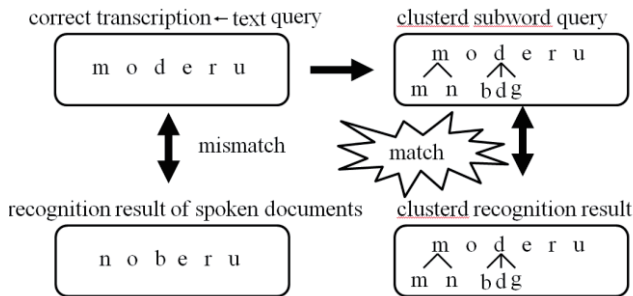 correct transcription←text query
m o d e r u
mismatch
recognition result of spoken documents
n o b e r u
clusterd subword query
m o d e r u
m n b d g
match
clusterd recognition result
m o d e r u
m n b d g